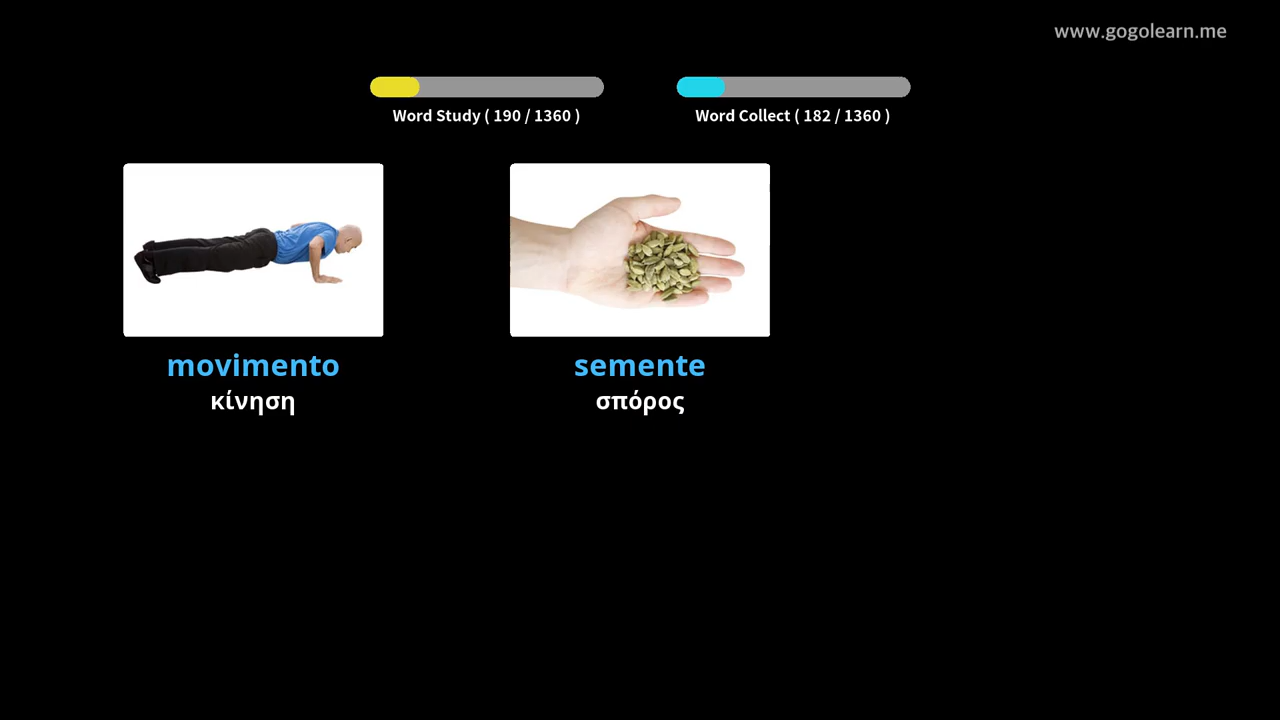 www.gogolearn.me
Word Study ( 190 / 1360 )
Word Collect ( 182 / 1360 )
movimento
κίνηση
semente
σπόρος